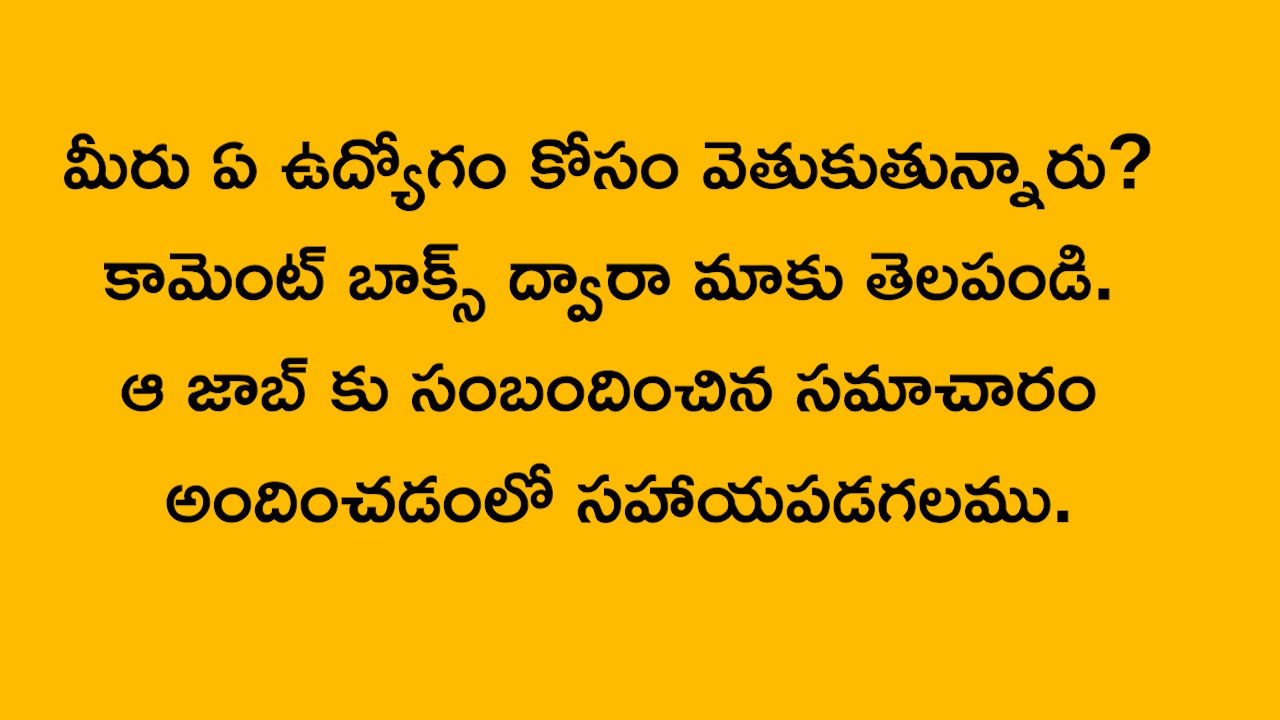 మీరు ఏ ఉద్యోగం కోసం వెతుకుతున్నారు?
కామెంట్ బాక్స్ ద్వారా మాకు తెలపండి.
ఆ జాబ్ కు సంబందించిన సమాచారం
అందించడంలో సహాయపడగలము.